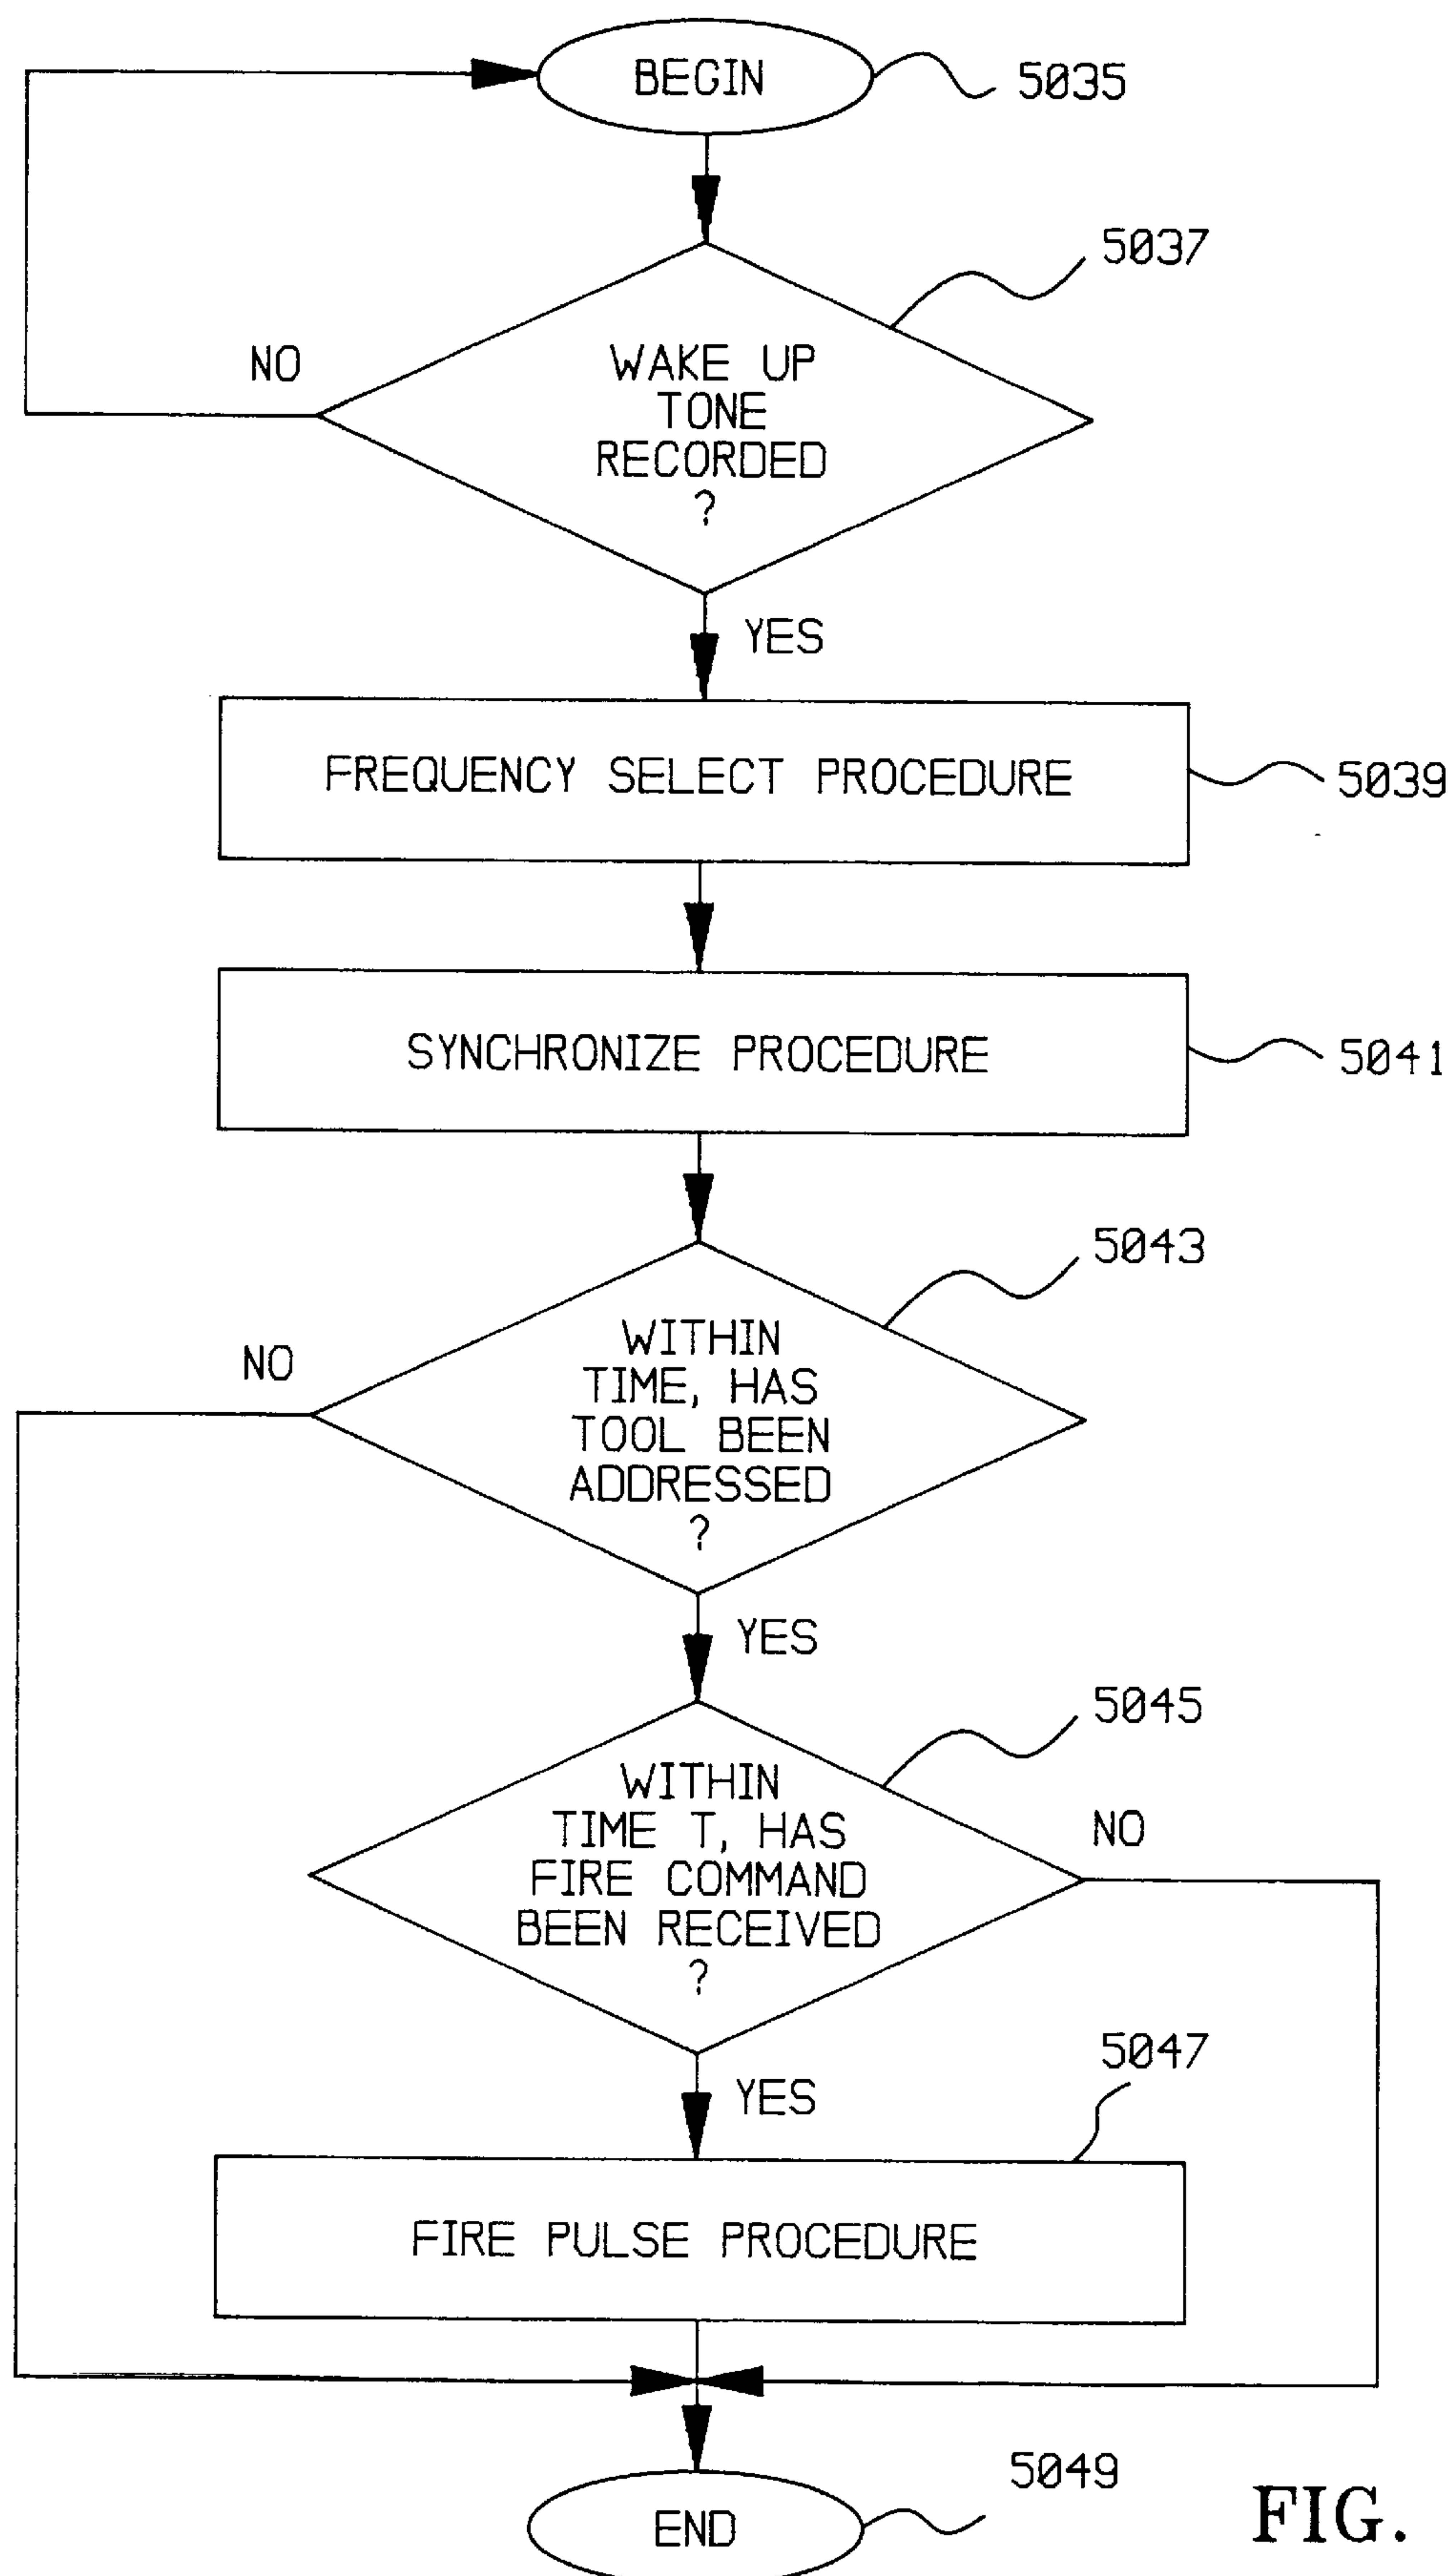 BEGIN
5035
5037
WAKE UP
TONE
RECORDED
?
NO
YES
FREQUENCY SELECT PROCEDURE
5039
SYNCHRONIZE PROCEDURE
5041
5043
WITHIN
TIME, HAS
TOOL BEEN
ADDRESSED
?
NO
YES
5045
WITHIN
TIME T, HAS
FIRE COMMAND
BEEN RECEIVED
?
NO
YES
5047
FIRE PULSE PROCEDURE
5049
END
FIG.